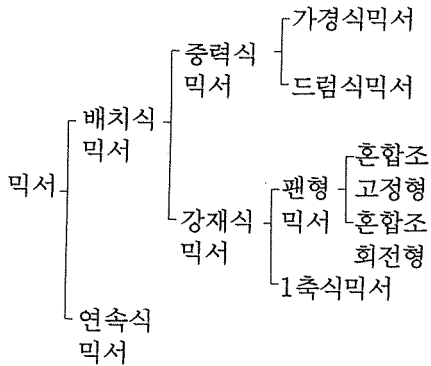 가경식믹서
중력식
믹서
드럼식믹서
배치식
믹서
믹서
혼합조
고정형
팬형
믹서
혼합조
회전형
강재식
믹서
1축식믹서
연속식
믹서